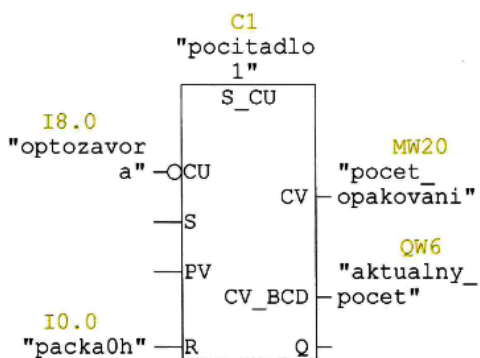 C1
"pocitadlo
1"
S_CU
I8.0
"optozavor
a"
CU
MW20
"pocet_
opakovani"
CV
S
PV
QW6
"aktualny_
pocet"
CV_BCD
I0.0
"packa0h"
R
Q